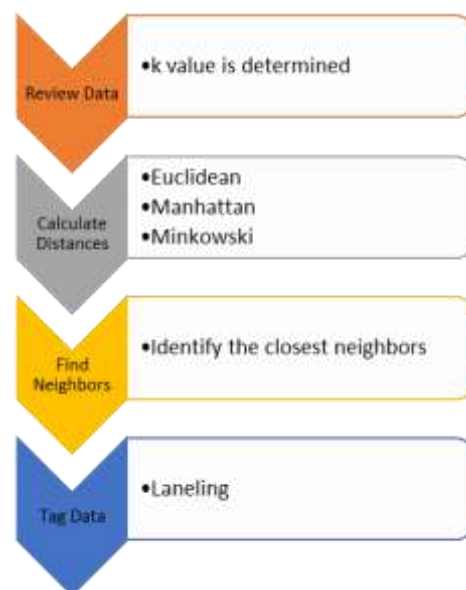 Review Data
•k value is determined
Calculate
Distances
•Euclidean
•Manhattan
•Minkowski
Find
Neighbors
•Identify the closest neighbors
Tag Data
•Laneling